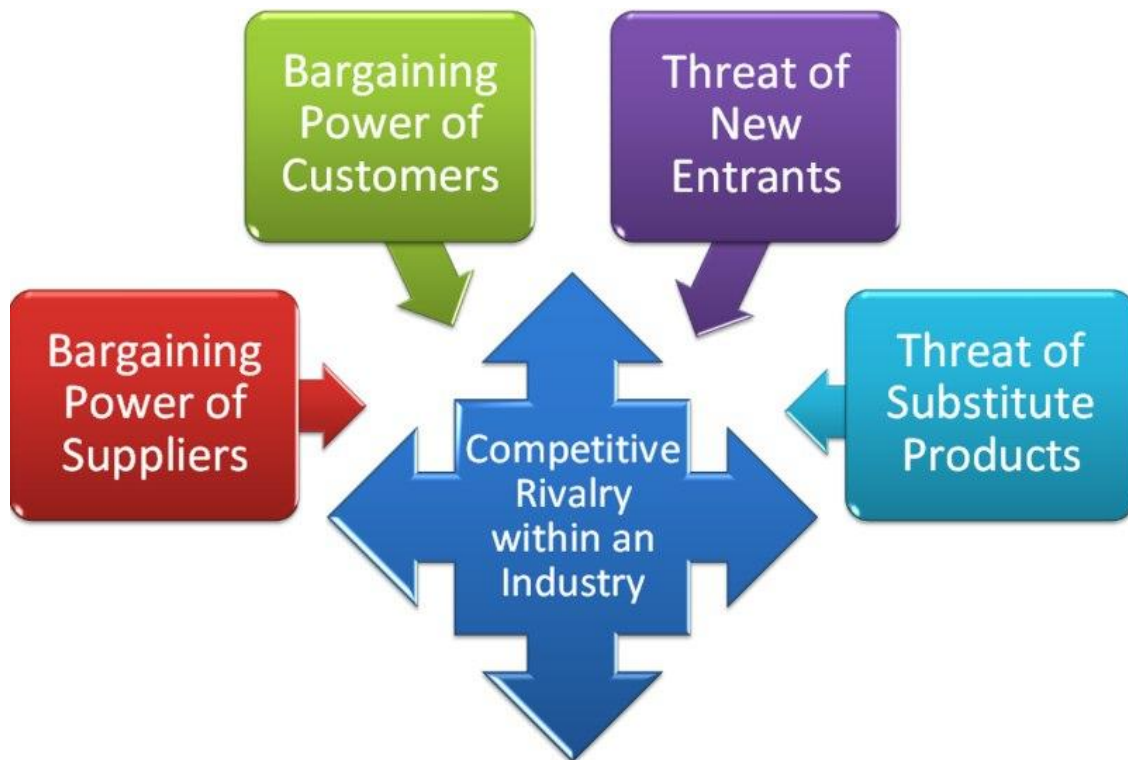 Bargaining
Power of
Customers
Threat of
New
Entrants
Bargaining
Power of
Suppliers
Threat of
Substitute
Products
Competitive
Rivalry
within an
Industry